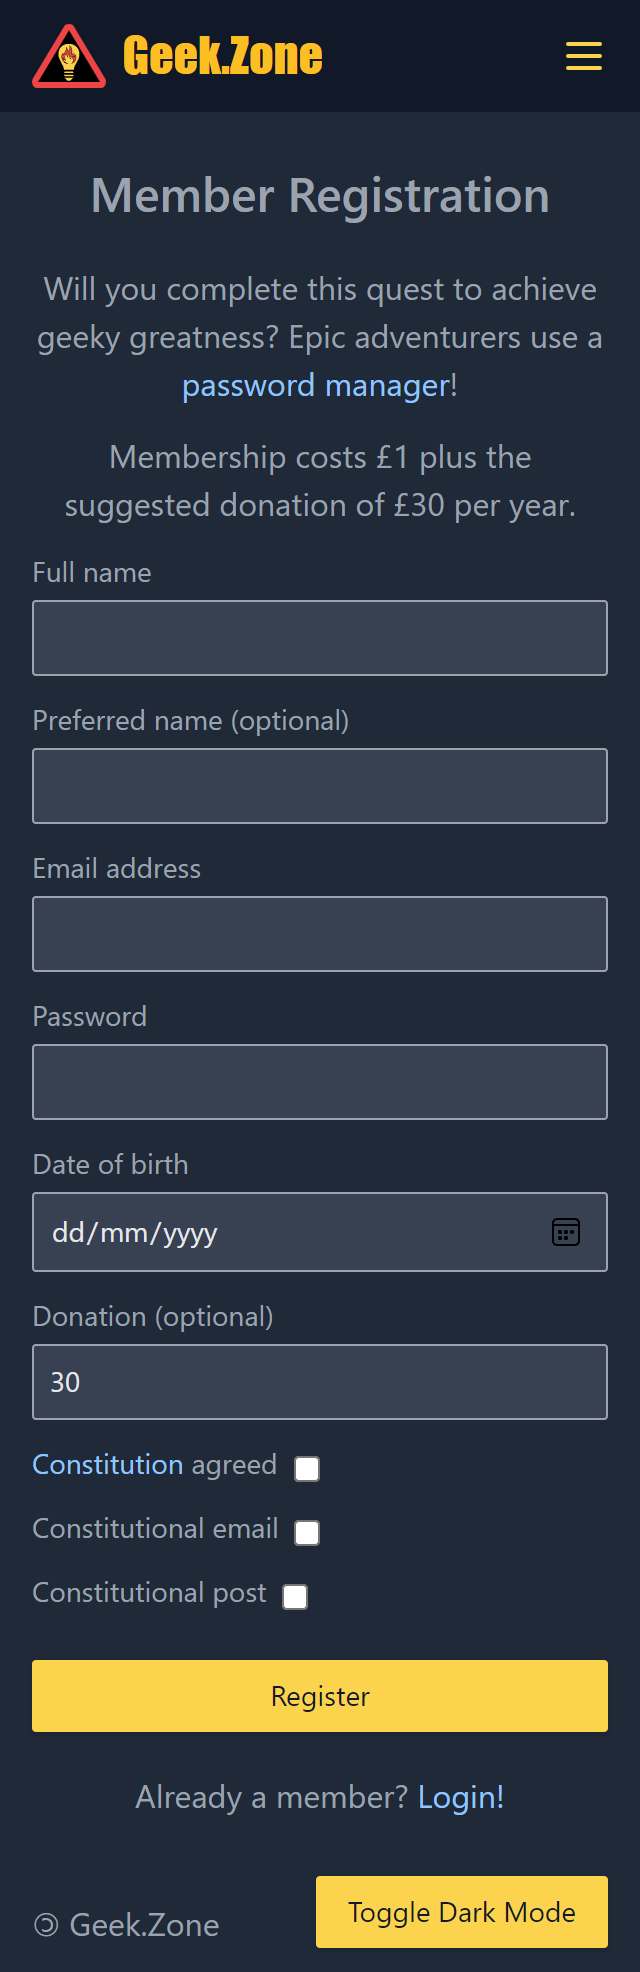 Geek.Zone
Member Registration
Will you complete this quest to achieve
geeky greatness? Epic adventurers use a
password manager!
Membership costs £1 plus the
suggested donation of £30 per year.
Full name
Preferred name (optional)
Email address
Password
Date of birth
dd/mm/yyyy
Donation (optional)
30
Constitution agreed
Constitutional email
Constitutional post
Register
Already a member? Login!
🄯 Geek.Zone
Toggle Dark Mode